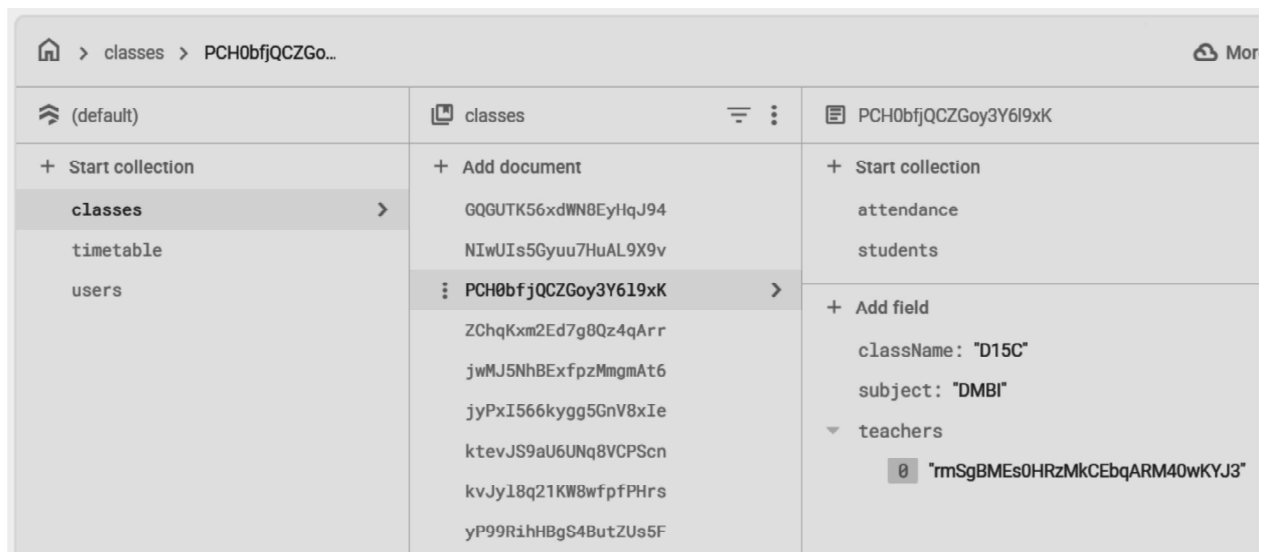 classes > PCH0bfjQCZGo...
Mor
(default)
+ Start collection
classes
timetable
users
classes
+ Add document
GQGUTK56xdWN8EyHqJ94
NIwUIs5Gyuu7HuAL9X9v
PCH0bfjQCZGoy3Y6l9xK
ZChqKxm2Ed7g8Qz4qArr
jwMJ5NhBExfpzMmgmAt6
jyPxI566kygg5GnV8xIe
ktevJS9aU6UNq8VCPScn
kvJyl8q21KW8wfpfPHrs
yP99RihHBgS4ButZUs5F
PCH0bfjQCZGoy3Y6l9xK
+ Start collection
attendance
students
+ Add field
className: "D15C"
subject: "DMBI"
teachers
0 "rmSgBMEs0HRzMkCEbqARM40wKYJ3"